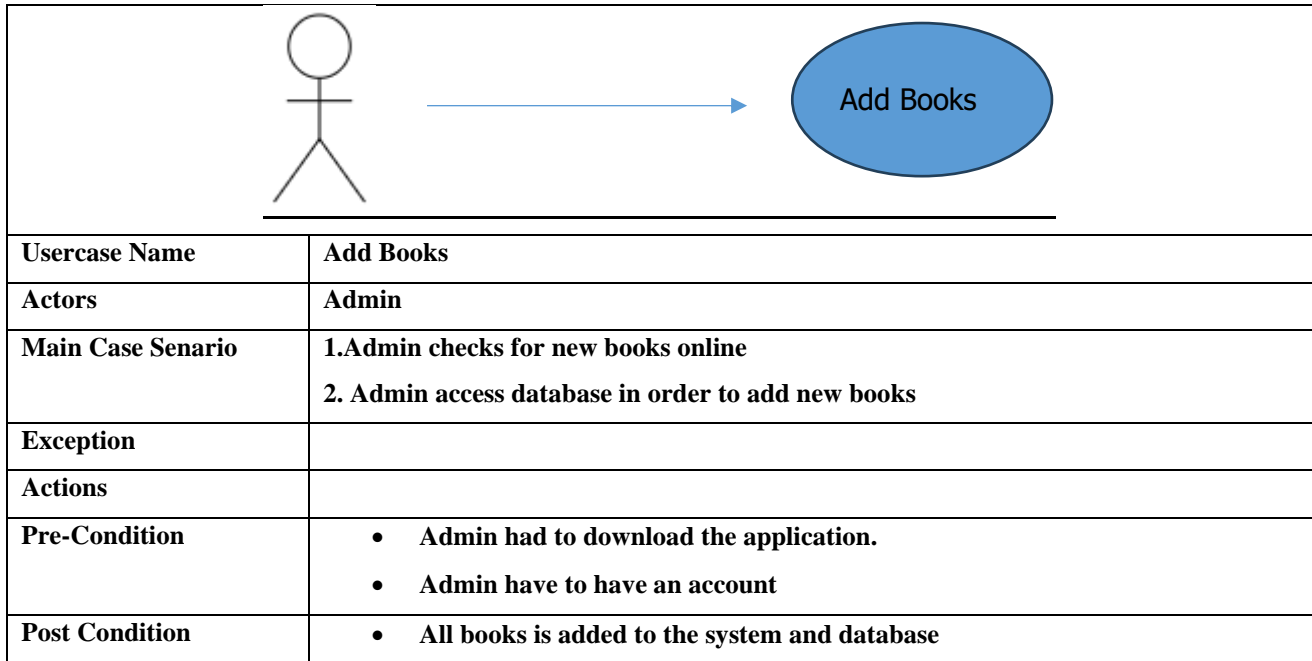 Add Books
Usercase Name Add Books
Actors Admin
Main Case Senario 1.Admin checks for new books online
2. Admin access database in order to add new books
Exception
Actions
Pre-Condition • Admin had to download the application.
• Admin have to have an account
Post Condition • All books is added to the system and database